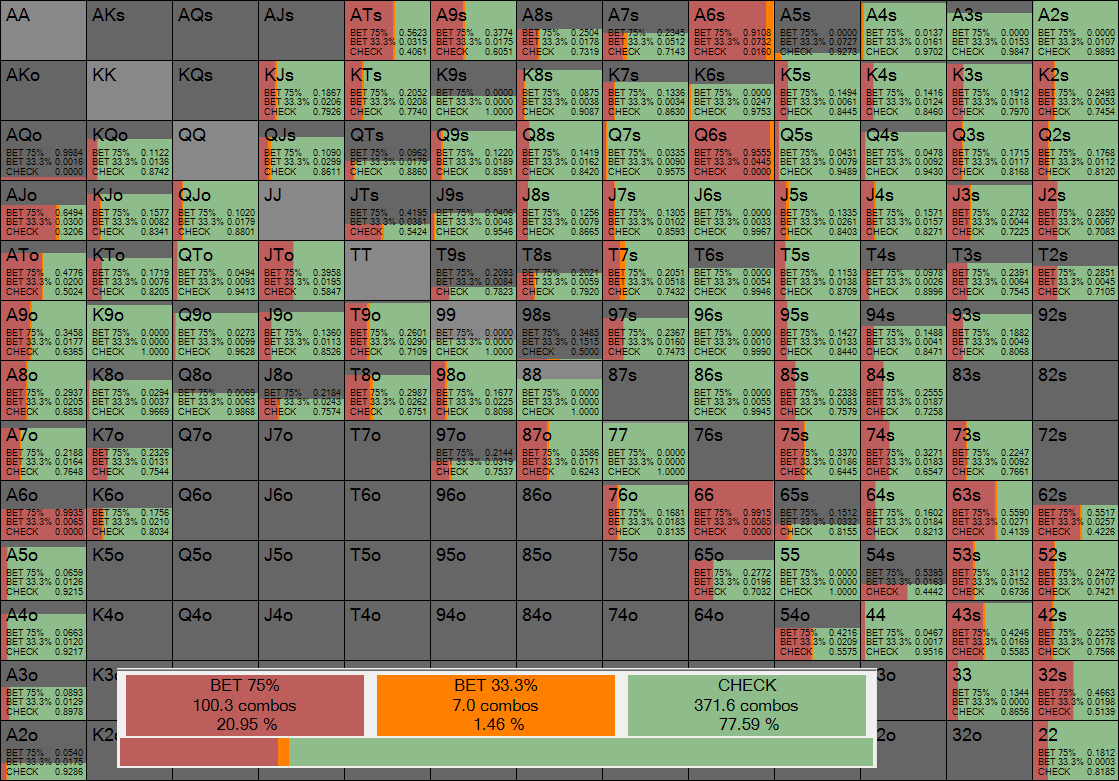 AA AKs AQs AJs ATs A9s A8s A7s A6s A5s A4s A3s A2s
BET 75% 0.5623 BET 75% 0.3774 BET 75% 0.2504 BET 75% 0.2345 BET 75% 0.9108 BET 75% 0.0000 BET 75% 0.0137 BET 75% 0.0000 BET 75% 0.0000
BET 33.3% 0.0315 BET 33.3% 0.0175 BET 33.3% 0.0178 BET 33.3% 0.0512 BET 33.3% 0.0732 BET 33.3% 0.0727 BET 33.3% 0.0161 BET 33.3% 0.0153 BET 33.3% 0.0107
CHECK 0.4061 CHECK 0.6051 CHECK 0.7319 CHECK 0.7143 CHECK 0.0160 CHECK 0.9273 CHECK 0.9702 CHECK 0.9847 CHECK 0.9893
AKo KK KQs KJs KTs K9s K8s K7s K6s K5s K4s K3s K2s
BET 75% 0.1867 BET 75% 0.2052 BET 75% 0.0000 BET 75% 0.0875 BET 75% 0.1336 BET 75% 0.0000 BET 75% 0.1494 BET 75% 0.1416 BET 75% 0.1912 BET 75% 0.2493
BET 33.3% 0.0206 BET 33.3% 0.0208 BET 33.3% 0.0000 BET 33.3% 0.0038 BET 33.3% 0.0034 BET 33.3% 0.0247 BET 33.3% 0.0061 BET 33.3% 0.0124 BET 33.3% 0.0118 BET 33.3% 0.0053
CHECK 0.7926 CHECK 0.7740 CHECK 1.0000 CHECK 0.9087 CHECK 0.8630 CHECK 0.9753 CHECK 0.8445 CHECK 0.8460 CHECK 0.7970 CHECK 0.7454
AQo KQo QQ QJs QTs Q9s Q8s Q7s Q6s Q5s Q4s Q3s Q2s
BET 75% 0.9984 BET 75% 0.1122 BET 75% 0.1090 BET 75% 0.0962 BET 75% 0.1220 BET 75% 0.1419 BET 75% 0.0335 BET 75% 0.9555 BET 75% 0.0431 BET 75% 0.0478 BET 75% 0.1715 BET 75% 0.1768
BET 33.3% 0.0016 BET 33.3% 0.0136 BET 33.3% 0.0299 BET 33.3% 0.0179 BET 33.3% 0.0189 BET 33.3% 0.0162 BET 33.3% 0.0090 BET 33.3% 0.0445 BET 33.3% 0.0079 BET 33.3% 0.0092 BET 33.3% 0.0117 BET 33.3% 0.0112
CHECK 0.0000 CHECK 0.8742 CHECK 0.8611 CHECK 0.8860 CHECK 0.8591 CHECK 0.8420 CHECK 0.9575 CHECK 0.0000 CHECK 0.9489 CHECK 0.9430 CHECK 0.8168 CHECK 0.8120
AJo KJo QJo JJ JTs J9s J8s J7s J6s J5s J4s J3s J2s
BET 75% 0.6494 BET 75% 0.1577 BET 75% 0.1020 BET 75% 0.4195 BET 75% 0.0406 BET 75% 0.1256 BET 75% 0.1305 BET 75% 0.0000 BET 75% 0.1335 BET 75% 0.1571 BET 75% 0.2732 BET 75% 0.2850
BET 33.3% 0.0300 BET 33.3% 0.0082 BET 33.3% 0.0179 BET 33.3% 0.0381 BET 33.3% 0.0048 BET 33.3% 0.0079 BET 33.3% 0.0102 BET 33.3% 0.0033 BET 33.3% 0.0261 BET 33.3% 0.0157 BET 33.3% 0.0044 BET 33.3% 0.0067
CHECK 0.3206 CHECK 0.8341 CHECK 0.8801 CHECK 0.5424 CHECK 0.9546 CHECK 0.8665 CHECK 0.8593 CHECK 0.9967 CHECK 0.8403 CHECK 0.8271 CHECK 0.7225 CHECK 0.7083
ATo KTo QTo JTo TT T9s T8s T7s T6s T5s T4s T3s T2s
BET 75% 0.4776 BET 75% 0.1719 BET 75% 0.0494 BET 75% 0.3958 BET 75% 0.2093 BET 75% 0.2021 BET 75% 0.2051 BET 75% 0.0000 BET 75% 0.1153 BET 75% 0.0978 BET 75% 0.2391 BET 75% 0.2851
BET 33.3% 0.0200 BET 33.3% 0.0076 BET 33.3% 0.0093 BET 33.3% 0.0195 BET 33.3% 0.0084 BET 33.3% 0.0059 BET 33.3% 0.0518 BET 33.3% 0.0054 BET 33.3% 0.0138 BET 33.3% 0.0026 BET 33.3% 0.0064 BET 33.3% 0.0045
CHECK 0.5024 CHECK 0.8205 CHECK 0.9413 CHECK 0.5847 CHECK 0.7823 CHECK 0.7920 CHECK 0.7432 CHECK 0.9946 CHECK 0.8709 CHECK 0.8996 CHECK 0.7545 CHECK 0.7105
A9o K9o Q9o J9o T9o 99 98s 97s 96s 95s 94s 93s 92s
BET 75% 0.3458 BET 75% 0.0000 BET 75% 0.0273 BET 75% 0.1360 BET 75% 0.2601 BET 75% 0.0000 BET 75% 0.3485 BET 75% 0.2367 BET 75% 0.0000 BET 75% 0.1427 BET 75% 0.1488 BET 75% 0.1882
BET 33.3% 0.0177 BET 33.3% 0.0000 BET 33.3% 0.0099 BET 33.3% 0.0113 BET 33.3% 0.0290 BET 33.3% 0.0000 BET 33.3% 0.1515 BET 33.3% 0.0160 BET 33.3% 0.0010 BET 33.3% 0.0133 BET 33.3% 0.0041 BET 33.3% 0.0049
CHECK 0.6365 CHECK 1.0000 CHECK 0.9628 CHECK 0.8526 CHECK 0.7109 CHECK 1.0000 CHECK 0.5000 CHECK 0.7473 CHECK 0.9990 CHECK 0.8440 CHECK 0.8471 CHECK 0.8068
A8o K8o Q8o J8o T8o 98o 88 87s 86s 85s 84s 83s 82s
BET 75% 0.2937 BET 75% 0.0294 BET 75% 0.0069 BET 75% 0.2184 BET 75% 0.2987 BET 75% 0.1677 BET 75% 0.0000 BET 75% 0.0000 BET 75% 0.2338 BET 75% 0.2555
BET 33.3% 0.0205 BET 33.3% 0.0037 BET 33.3% 0.0063 BET 33.3% 0.0243 BET 33.3% 0.0262 BET 33.3% 0.0225 BET 33.3% 0.0000 BET 33.3% 0.0055 BET 33.3% 0.0083 BET 33.3% 0.0187
CHECK 0.6858 CHECK 0.9669 CHECK 0.9868 CHECK 0.7574 CHECK 0.6751 CHECK 0.8098 CHECK 1.0000 CHECK 0.9945 CHECK 0.7579 CHECK 0.7258
A7o K7o Q7o J7o T7o 97o 87o 77 76s 75s 74s 73s 72s
BET 75% 0.2188 BET 75% 0.2326 BET 75% 0.2144 BET 75% 0.3586 BET 75% 0.0000 BET 75% 0.3370 BET 75% 0.3271 BET 75% 0.2247
BET 33.3% 0.0164 BET 33.3% 0.0131 BET 33.3% 0.0319 BET 33.3% 0.0171 BET 33.3% 0.0000 BET 33.3% 0.0186 BET 33.3% 0.0183 BET 33.3% 0.0092
CHECK 0.7648 CHECK 0.7544 CHECK 0.7537 CHECK 0.6243 CHECK 1.0000 CHECK 0.6445 CHECK 0.6547 CHECK 0.7661
A6o K6o Q6o J6o T6o 96o 86o 76o 66 65s 64s 63s 62s
BET 75% 0.9935 BET 75% 0.1756 BET 75% 0.1681 BET 75% 0.9915 BET 75% 0.1512 BET 75% 0.1602 BET 75% 0.5590 BET 75% 0.5517
BET 33.3% 0.0065 BET 33.3% 0.0210 BET 33.3% 0.0183 BET 33.3% 0.0085 BET 33.3% 0.0332 BET 33.3% 0.0184 BET 33.3% 0.0271 BET 33.3% 0.0257
CHECK 0.0000 CHECK 0.8034 CHECK 0.8135 CHECK 0.0000 CHECK 0.8155 CHECK 0.8213 CHECK 0.4139 CHECK 0.4226
A5o K5o Q5o J5o T5o 95o 85o 75o 65o 55 54s 53s 52s
BET 75% 0.0659 BET 75% 0.2772 BET 75% 0.0000 BET 75% 0.5395 BET 75% 0.3112 BET 75% 0.2472
BET 33.3% 0.0126 BET 33.3% 0.0196 BET 33.3% 0.0000 BET 33.3% 0.0163 BET 33.3% 0.0152 BET 33.3% 0.0107
CHECK 0.9215 CHECK 0.7032 CHECK 1.0000 CHECK 0.4442 CHECK 0.6736 CHECK 0.7421
A4o K4o Q4o J4o T4o 94o 84o 74o 64o 54o 44 43s 42s
BET 75% 0.0663 BET 75% 0.4216 BET 75% 0.0467 BET 75% 0.4246 BET 75% 0.2255
BET 33.3% 0.0120 BET 33.3% 0.0209 BET 33.3% 0.0017 BET 33.3% 0.0169 BET 33.3% 0.0178
CHECK 0.9217 CHECK 0.5575 CHECK 0.9516 CHECK 0.5585 CHECK 0.7566
A3o 33 32s
BET 75% 0.0893 BET 75% 0.1344 BET 75% 0.4663
BET 33.3% 0.0129 BET 33.3% 0.0000 BET 33.3% 0.0198
CHECK 0.8978 CHECK 0.8656 CHECK 0.5139
BET 75% BET 33.3% CHECK
100.3 combos 7.0 combos 371.6 combos
20.95 % 1.46 % 77.59 %
A2o 32o 22
BET 75% 0.0540 BET 75% 0.1812
BET 33.3% 0.0175 BET 33.3% 0.0003
CHECK 0.9286 CHECK 0.8185